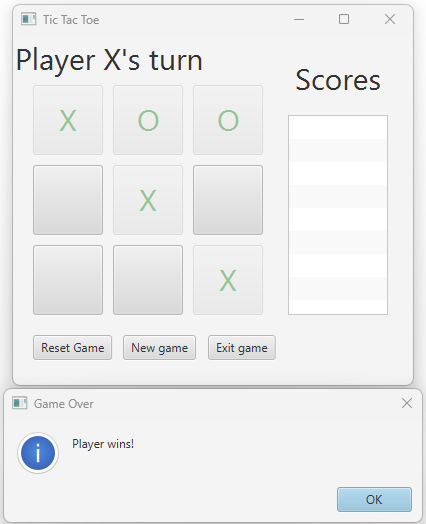 Tic Tac Toe
Player X's turn
Scores
X O O
X
X
Reset Game New game Exit game
Game Over
i
Player wins!
OK